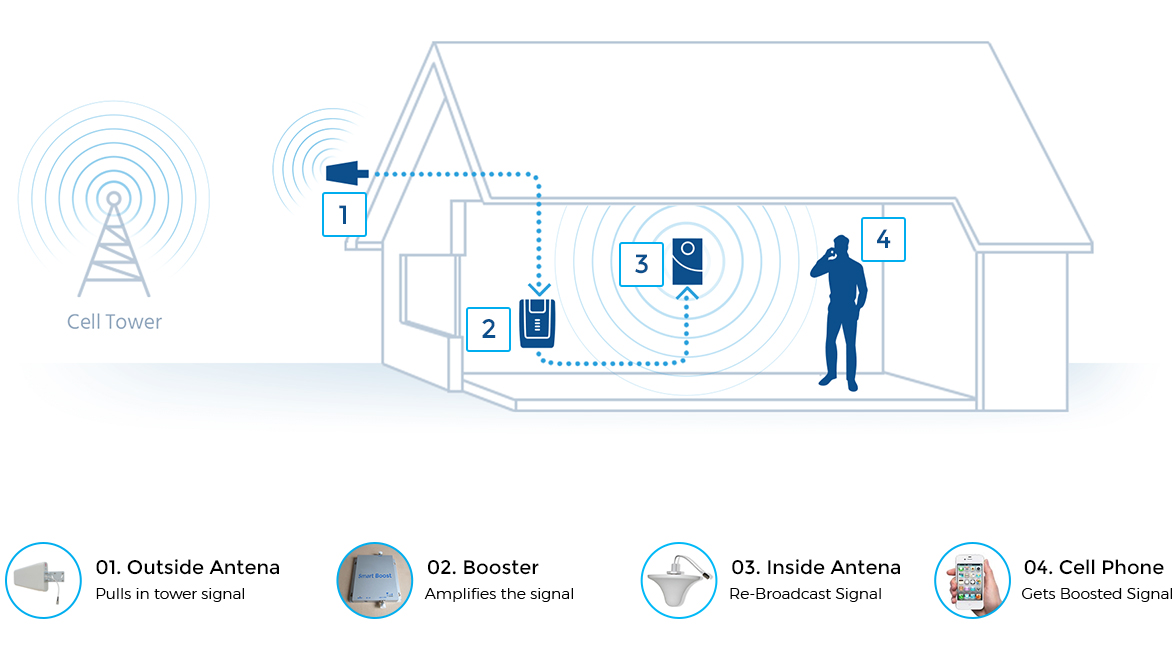 1
2
3
4
Cell Tower
Smart Boost
01. Outside Antena
Pulls in tower signal
02. Booster
Amplifies the signal
03. Inside Antena
Re-Broadcast Signal
04. Cell Phone
Gets Boosted Signal